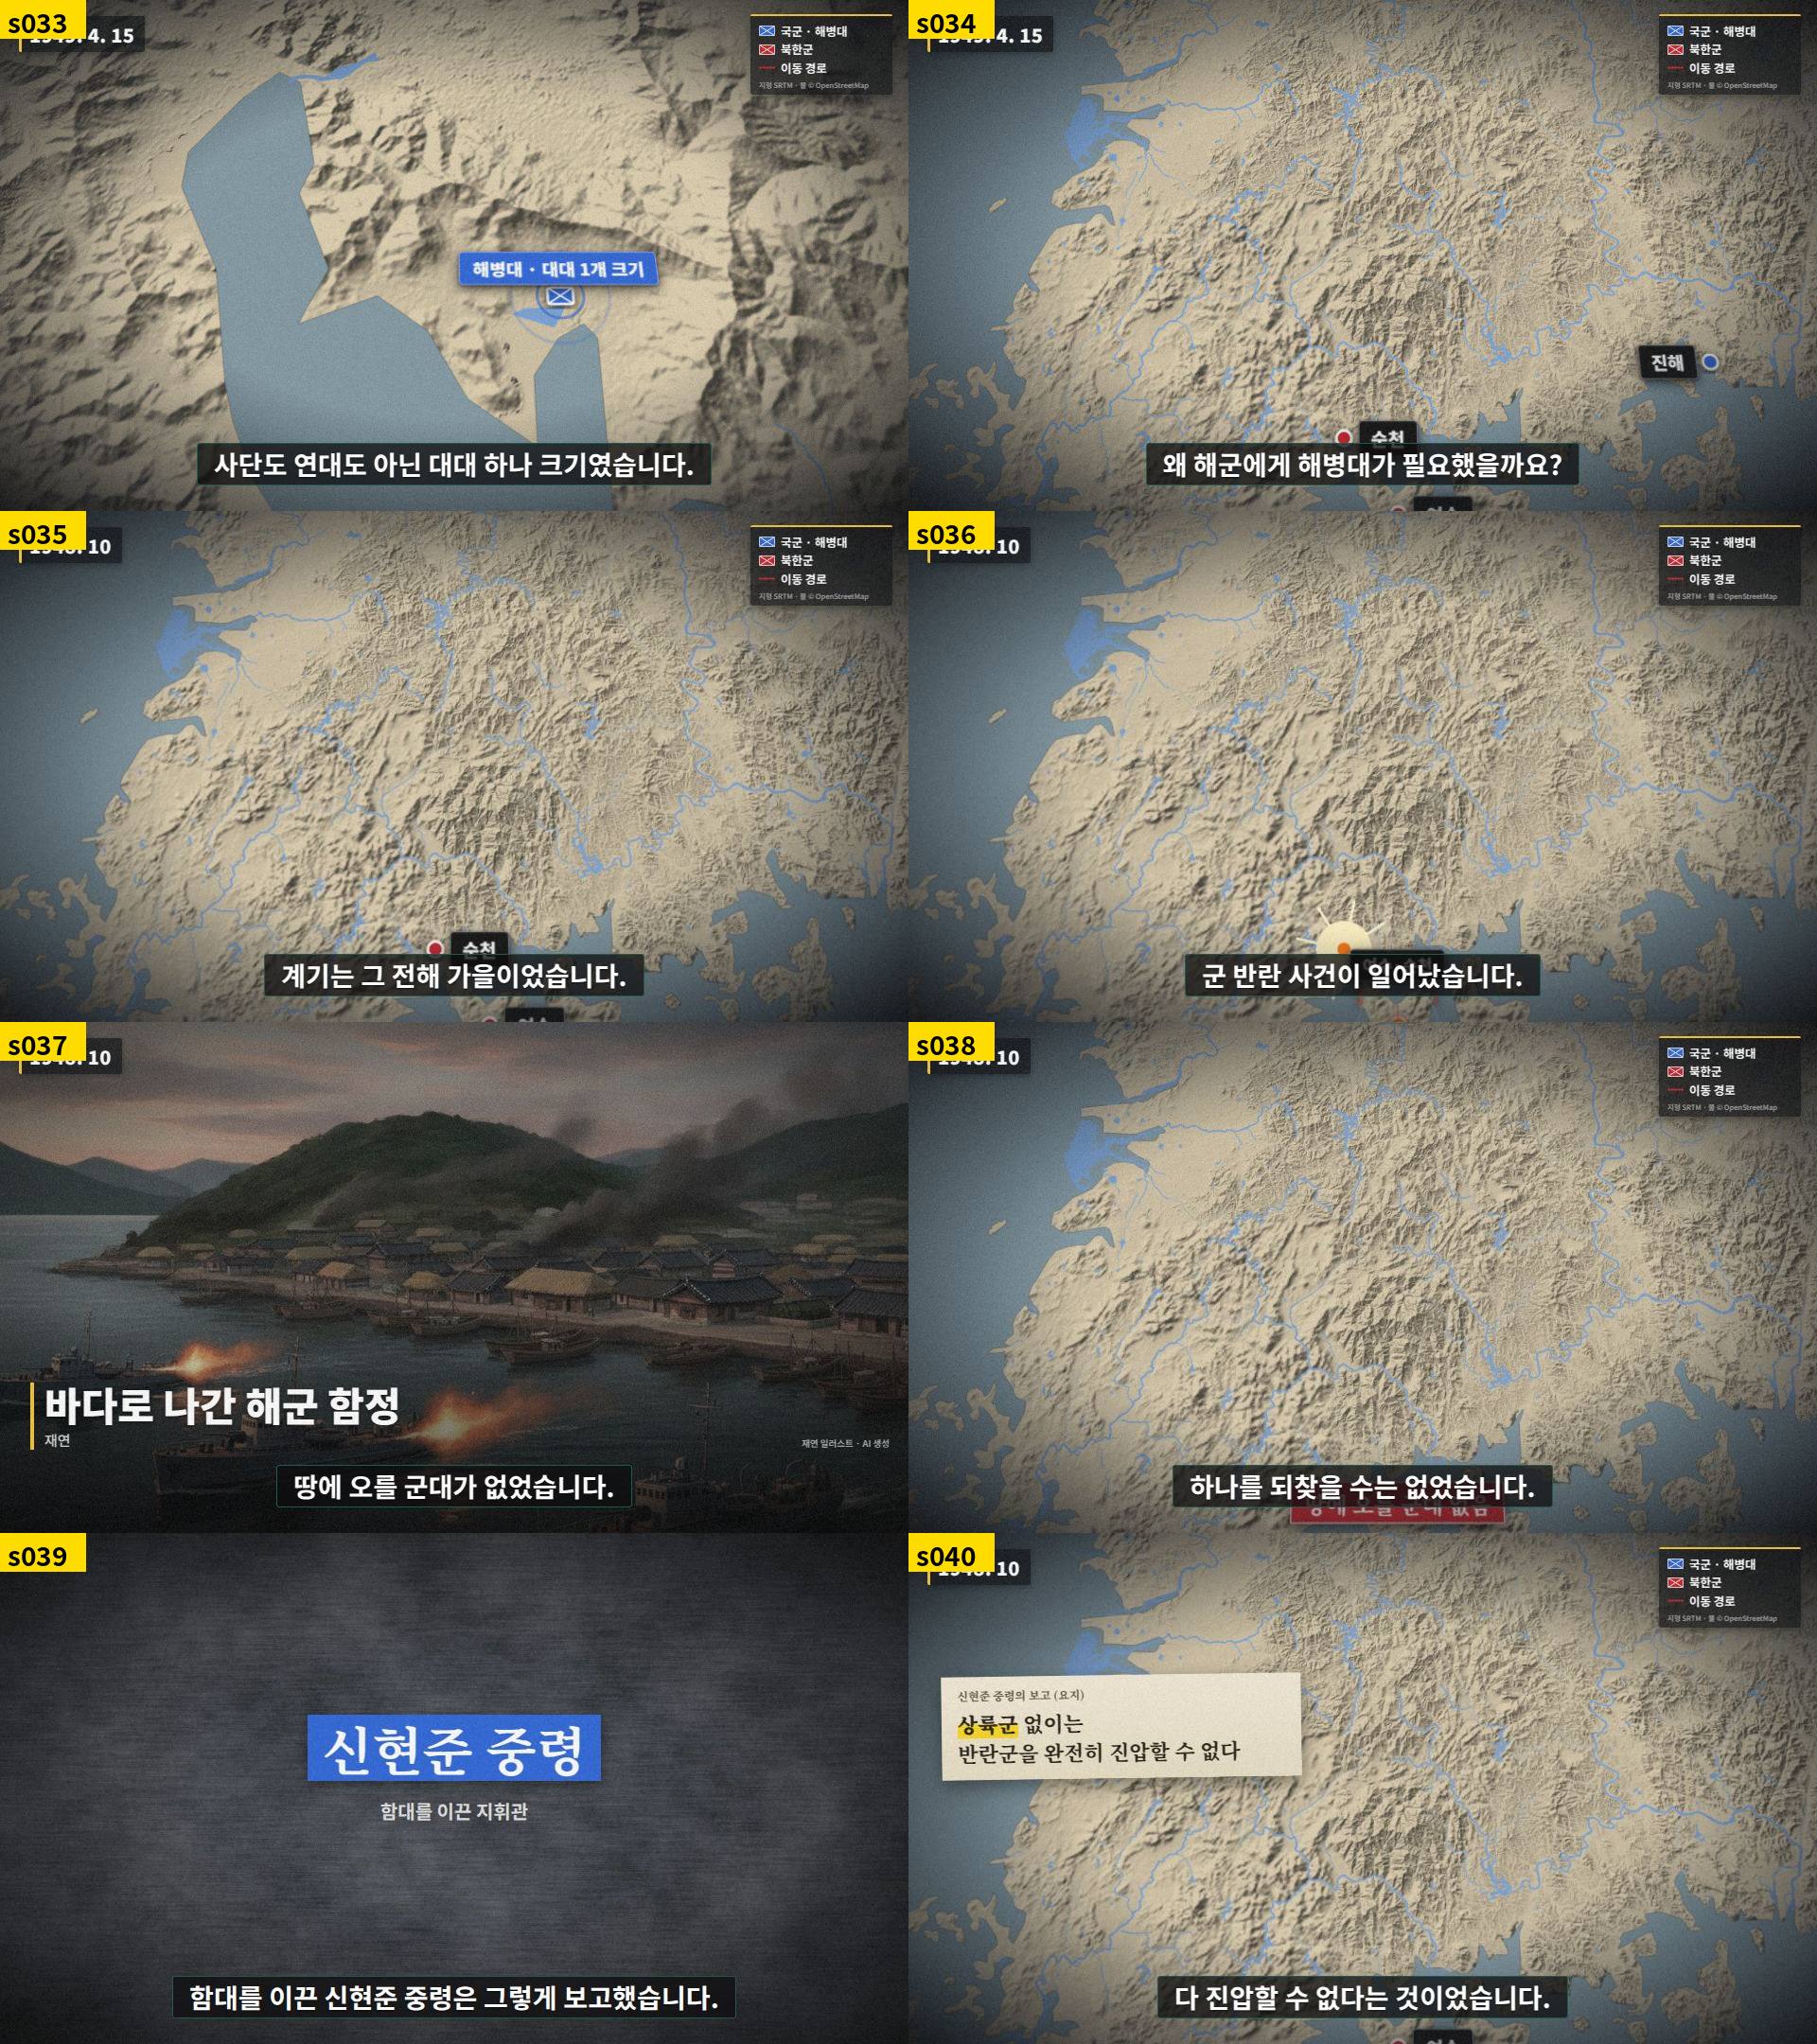 s033
4. 15
국군 · 해병대
북한군
이동 경로
지형 SRTM · 물 © OpenStreetMap
해병대 · 대대 1개 크기
사단도 연대도 아닌 대대 하나 크기였습니다.
s034
4. 15
국군 · 해병대
북한군
이동 경로
지형 SRTM · 물 © OpenStreetMap
진해
순천
왜 해군에게 해병대가 필요했을까요?
s035
10
국군 · 해병대
북한군
이동 경로
지형 SRTM · 물 © OpenStreetMap
순천
계기는 그 전해 가을이었습니다.
s036
10
국군 · 해병대
북한군
이동 경로
지형 SRTM · 물 © OpenStreetMap
군 반란 사건이 일어났습니다.
s037
10
바다로 나간 해군 함정
재연
재연 일러스트 · AI 생성
땅에 오를 군대가 없었습니다.
s038
10
국군 · 해병대
북한군
이동 경로
지형 SRTM · 물 © OpenStreetMap
하나를 되찾을 수는 없었습니다.
s039
신현준 중령
함대를 이끈 지휘관
함대를 이끈 신현준 중령은 그렇게 보고했습니다.
s040
10
국군 · 해병대
북한군
이동 경로
지형 SRTM · 물 © OpenStreetMap
신현준 중령의 보고 (요지)
상륙군 없이는
반란군을 완전히 진압할 수 없다
다 진압할 수 없다는 것이었습니다.